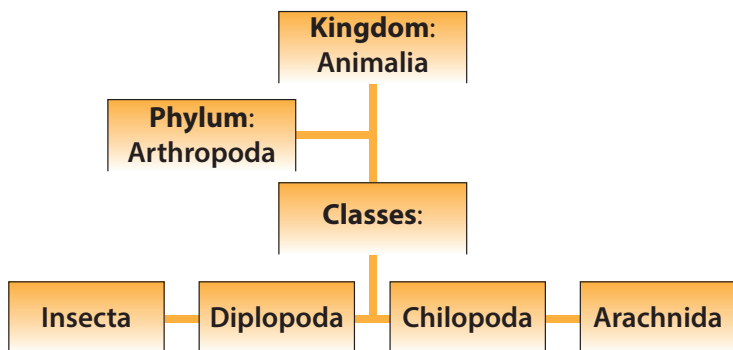 Kingdom:
Animalia
Phylum:
Arthropoda
Classes:
Insecta
Diplopoda
Chilopoda
Arachnida